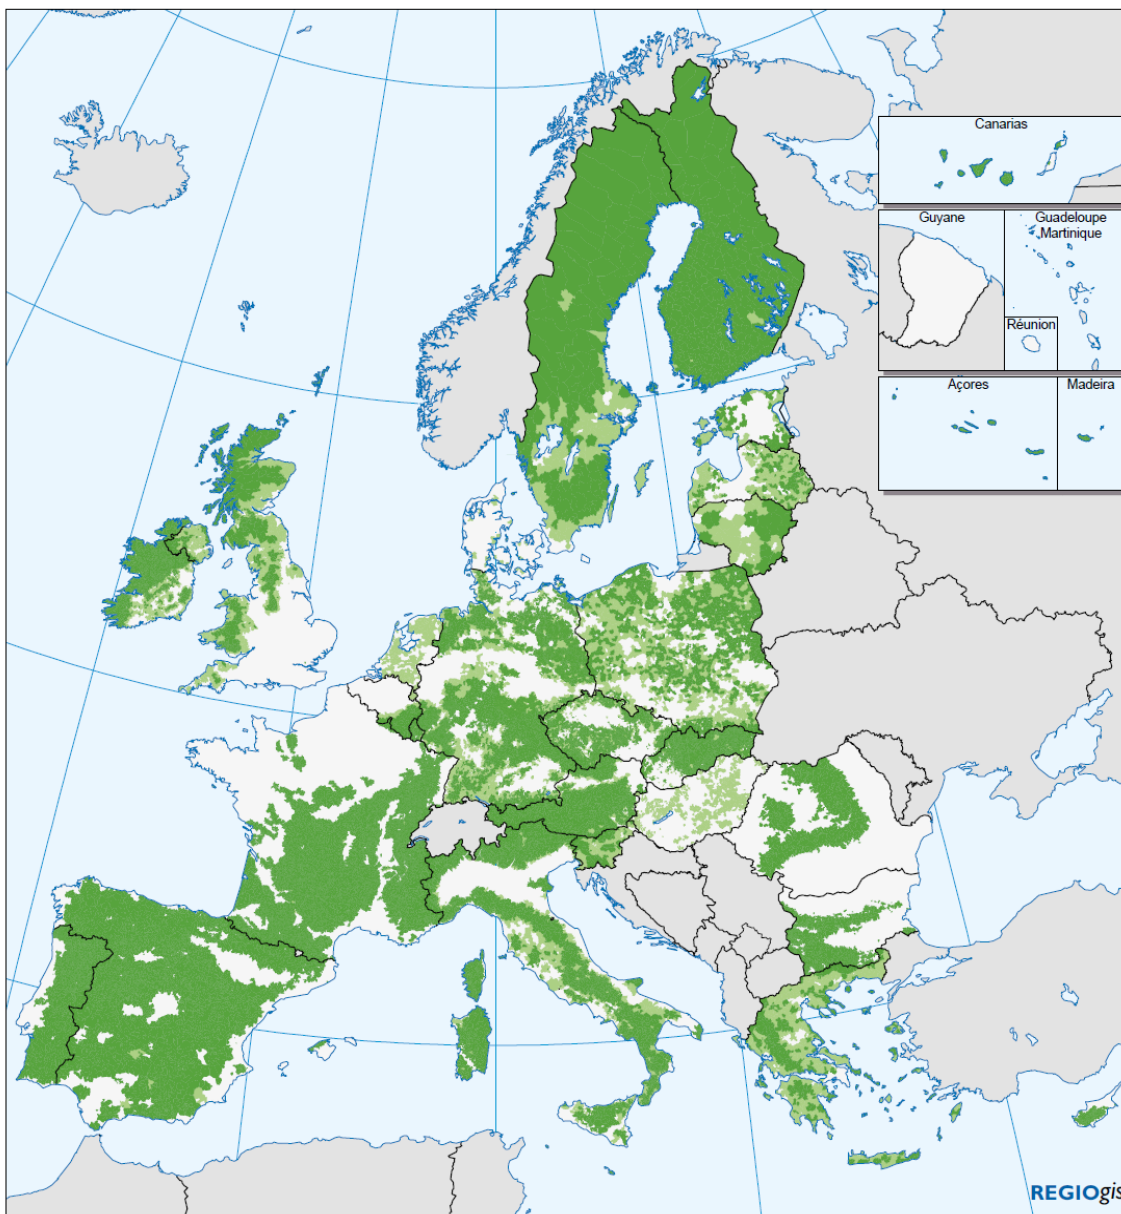 Canarias
Guyane
Guadeloupe
Martinique
Réunion
Açores
Madeira
REGIOgis